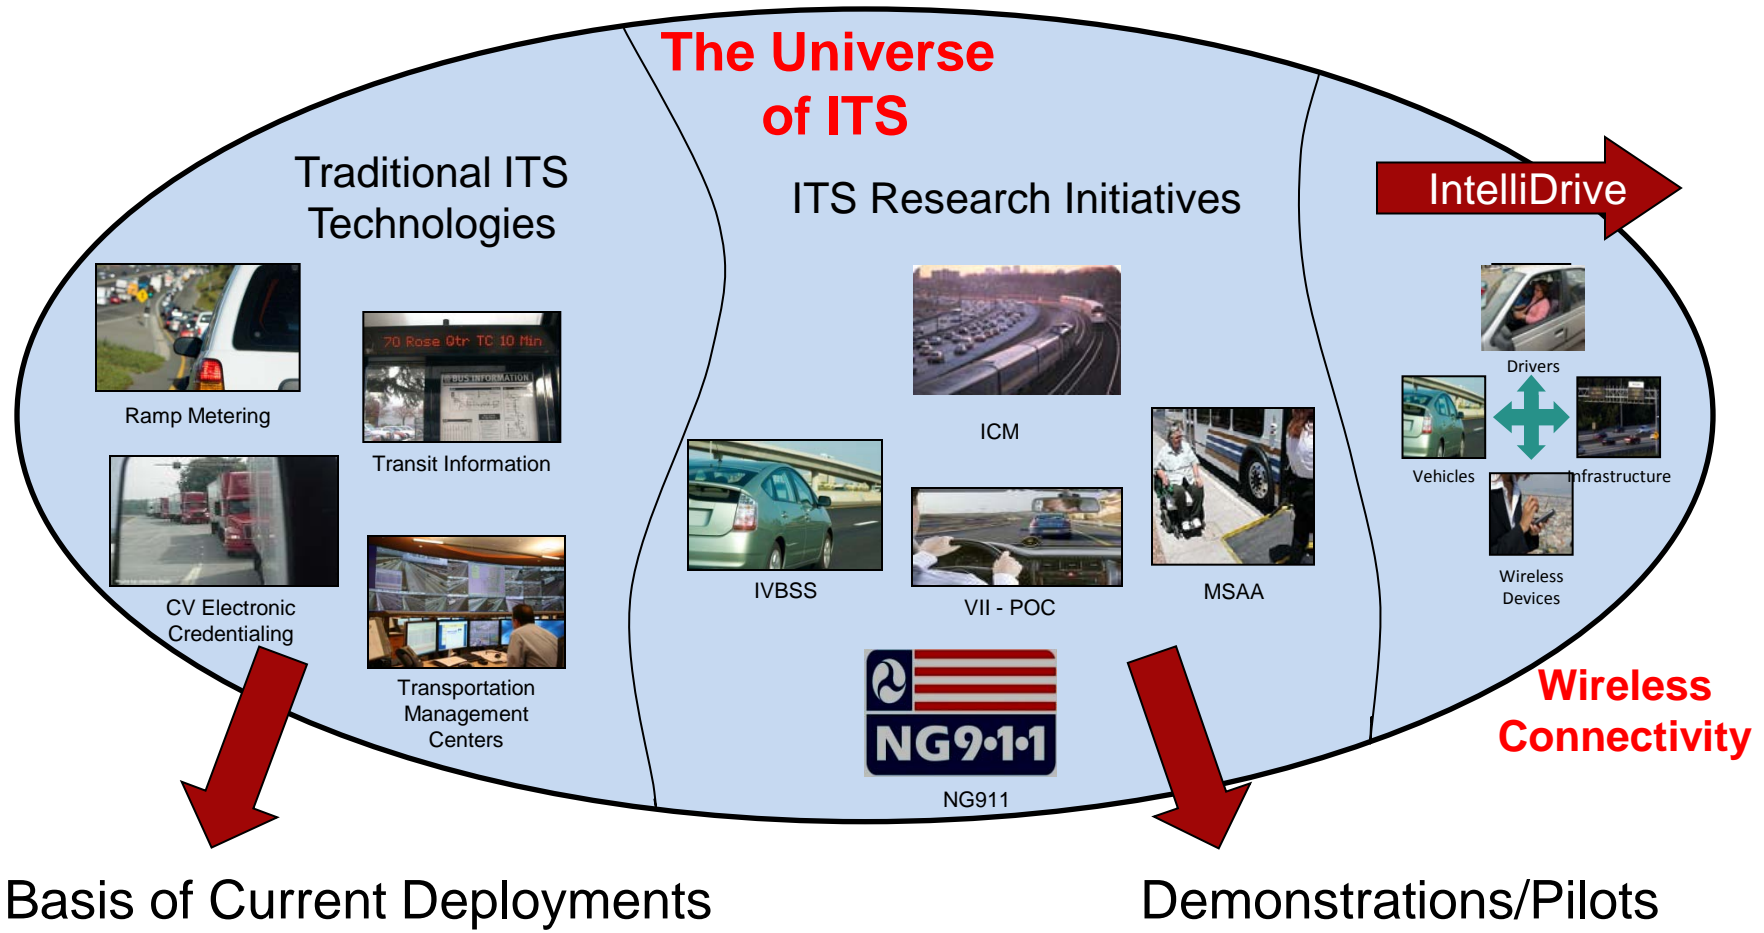 The Universe
of ITS
Traditional ITS
Technologies
ITS Research Initiatives
IntelliDrive
Ramp Metering
70 Rose Qtr TC 10 Min
BUS INFORMATION
Transit Information
CV Electronic
Credentialing
Transportation
Management
Centers
ICM
IVBSS
VII - POC
MSAA
NG9•1•1
NG911
Drivers
Vehicles
Infrastructure
Wireless
Devices
Wireless
Connectivity
Basis of Current Deployments
Demonstrations/Pilots